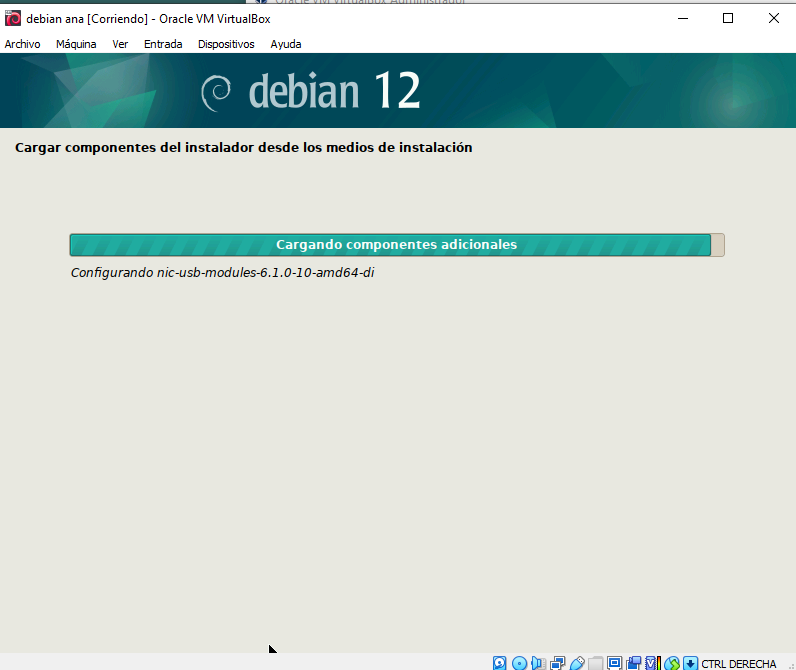 Oracle VM VirtualBox Administrador
debian ana [Corriendo] - Oracle VM VirtualBox
Archivo Máquina Ver Entrada Dispositivos Ayuda
debian 12
Cargar componentes del instalador desde los medios de instalación
Cargando componentes adicionales
Configurando nic-usb-modules-6.1.0-10-amd64-di
CTRL DERECHA